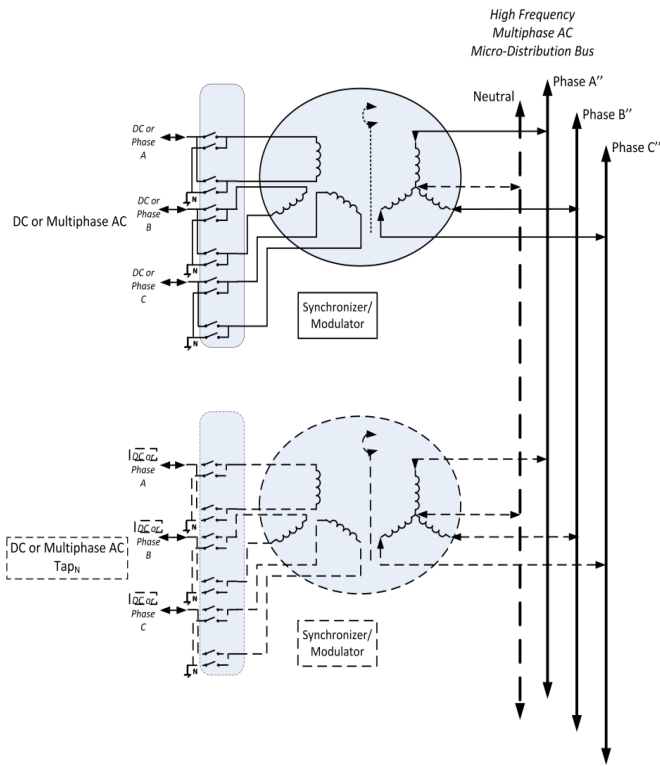 High Frequency
Multiphase AC
Micro-Distribution Bus
Neutral
Phase A’’
Phase B’’
Phase C’’
DC or
Phase
A
N
DC or Multiphase AC
DC or
Phase
B
N
DC or
Phase
C
N
Synchronizer/
Modulator
DC or
Phase
A
N
DC or Multiphase AC
TapN
DC or
Phase
B
N
DC or
Phase
C
N
Synchronizer/
Modulator